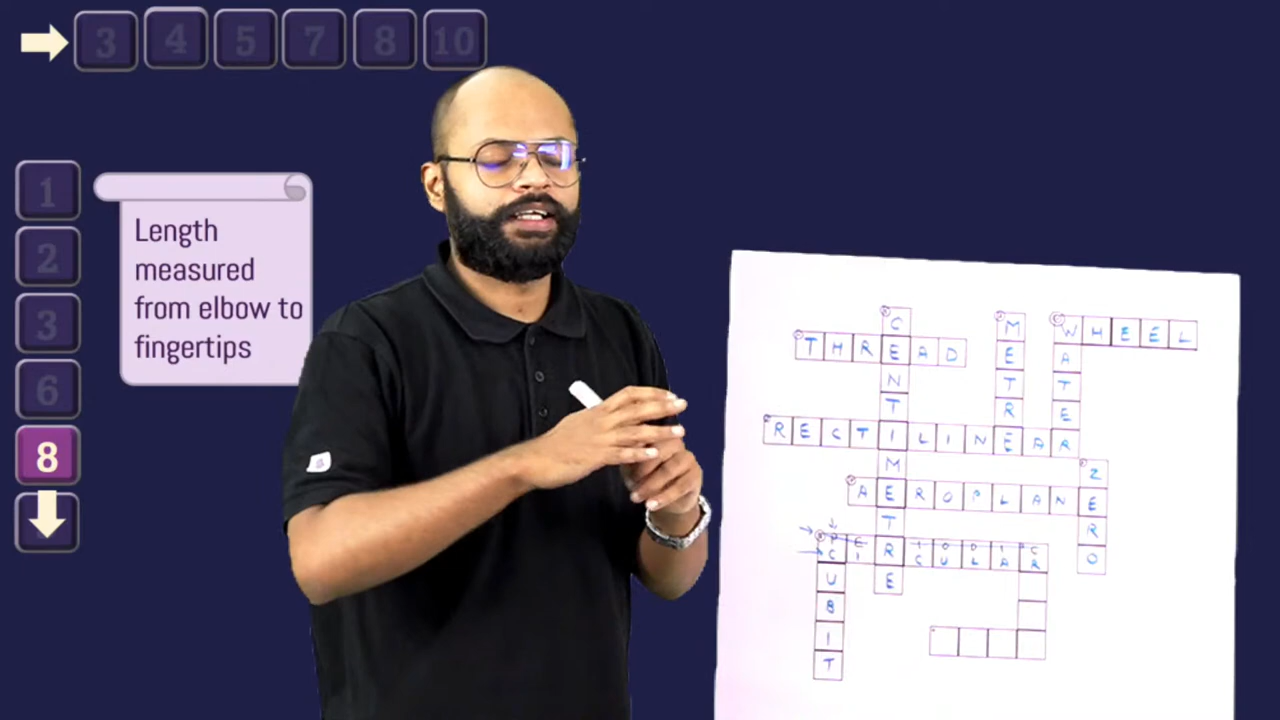 3 4 5 7 8 10
1
2
3
6
8
Length
measured
from elbow to
fingertips
WHEEL
THREAD
CENTIMETRE
METRE
WATER
RECTILINEAR
ZERO
AEROPLANE
CUBIT